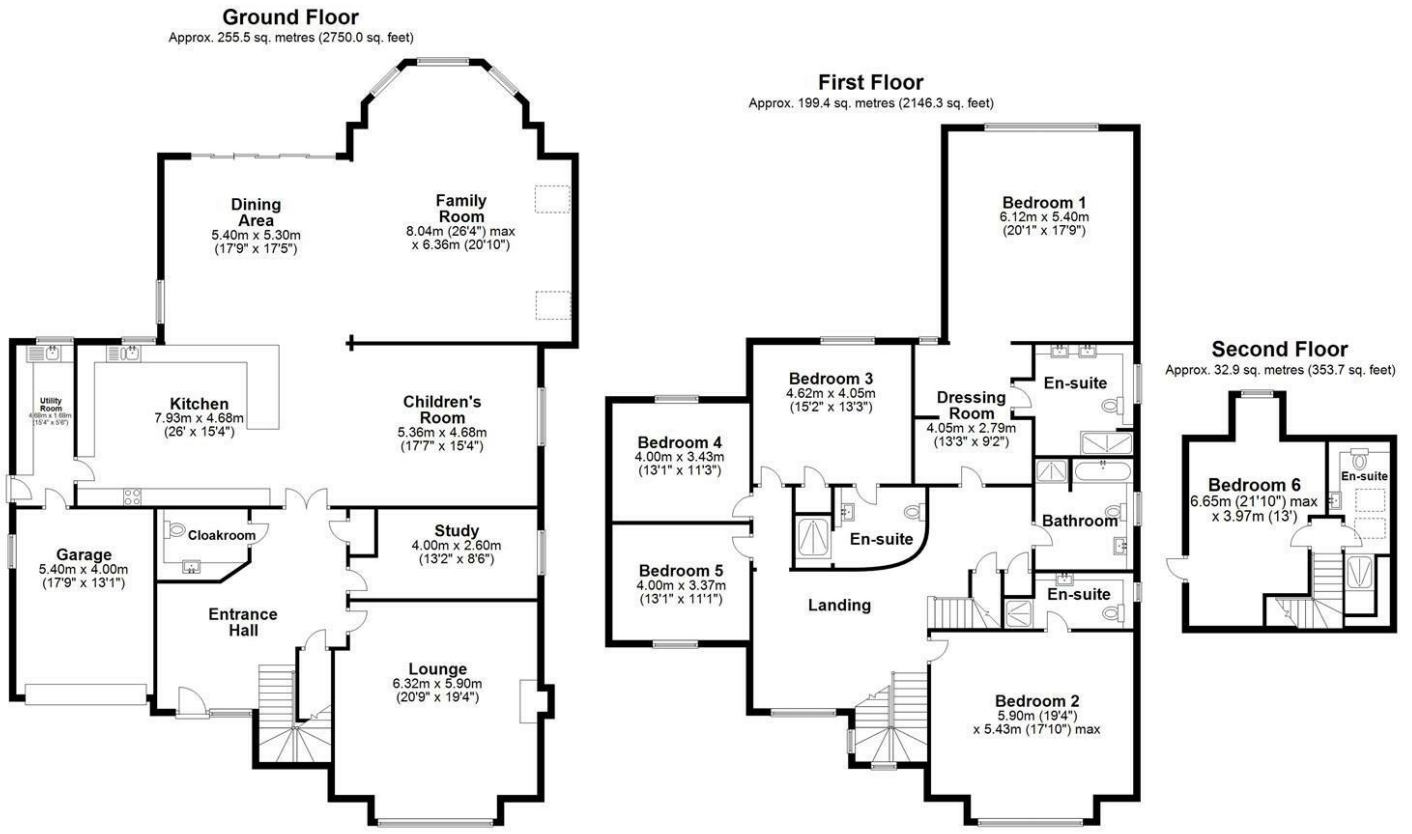 Ground Floor
Approx. 255.5 sq. metres (2750.0 sq. feet)
Dining
Area
5.40m x 5.30m
(17'9" x 17'5")
Family
Room
8.04m (26'4") max
x 6.36m (20'10")
Utility
Room
4.68m x 1.68m
(15'4" x 5'6")
Kitchen
7.93m x 4.68m
(26' x 15'4")
Children's
Room
5.36m x 4.68m
(17'7" x 15'4")
Garage
5.40m x 4.00m
(17'9" x 13'1")
Cloakroom
Study
4.00m x 2.60m
(13'2" x 8'6")
Entrance
Hall
Lounge
6.32m x 5.90m
(20'9" x 19'4")
First Floor
Approx. 199.4 sq. metres (2146.3 sq. feet)
Bedroom 1
6.12m x 5.40m
(20'1" x 17'9")
Bedroom 3
4.62m x 4.05m
(15'2" x 13'3")
Dressing
Room
4.05m x 2.79m
(13'3" x 9'2")
En-suite
Bedroom 4
4.00m x 3.43m
(13'1" x 11'3")
En-suite
Bathroom
Bedroom 5
4.00m x 3.37m
(13'1" x 11'1")
Landing
En-suite
Bedroom 2
5.90m (19'4")
x 5.43m (17'10") max
Second Floor
Approx. 32.9 sq. metres (353.7 sq. feet)
Bedroom 6
6.65m (21'10") max
x 3.97m (13')
En-suite